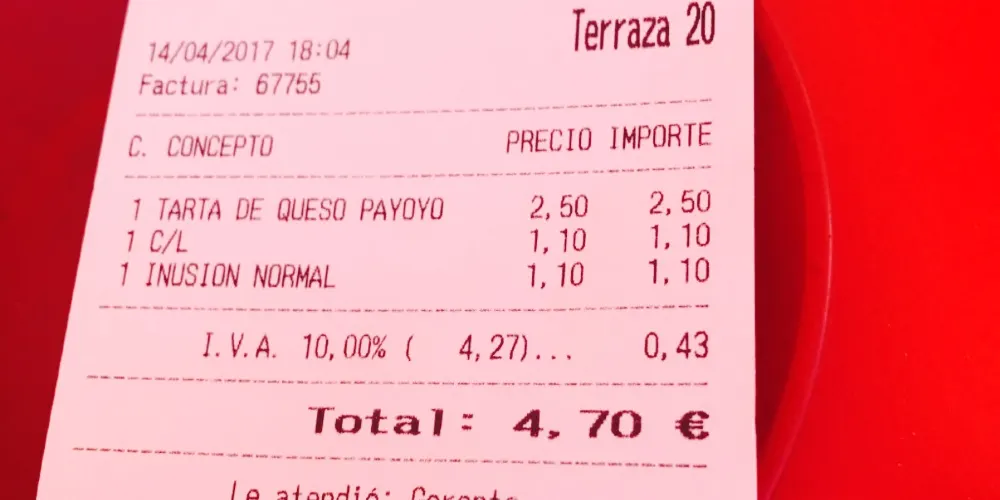 Terraza 20
14/04/2017 18:04
Factura: 67755
C. CONCEPTO PRECIO IMPORTE
1 TARTA DE QUESO PAYOYO 2,50 2,50
1 C/L 1,10 1,10
1 INUSION NORMAL 1,10 1,10
I.V.A. 10,00% ( 4,27)... 0,43
Total: 4,70 €
Le atendió: